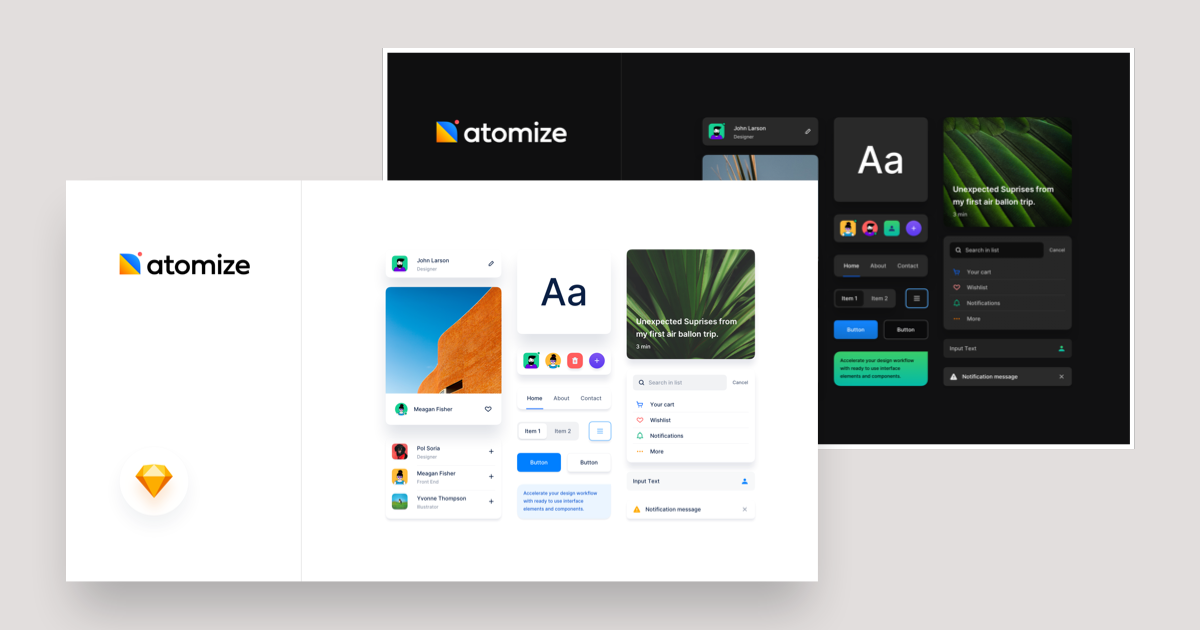 atomize
John Larson
Designer
Aa
Unexpected Suprises from
my first air ballon trip.
3 min
Search in list
Cancel
Your cart
Wishlist
Notifications
More
Home
About
Contact
Item 1
Item 2
Button
Button
Accelerate your design workflow
with ready to use interface
elements and components.
Input Text
Notification message
atomize
John Larson
Designer
Meagan Fisher
Pol Soria
Designer
Meagan Fisher
Front End
Yvonne Thompson
Illustrator
Aa
Home
About
Contact
Item 1
Item 2
Button
Button
Accelerate your design workflow
with ready to use interface
elements and components.
Unexpected Suprises from
my first air ballon trip.
3 min
Search in list
Cancel
Your cart
Wishlist
Notifications
More
Input Text
Notification message